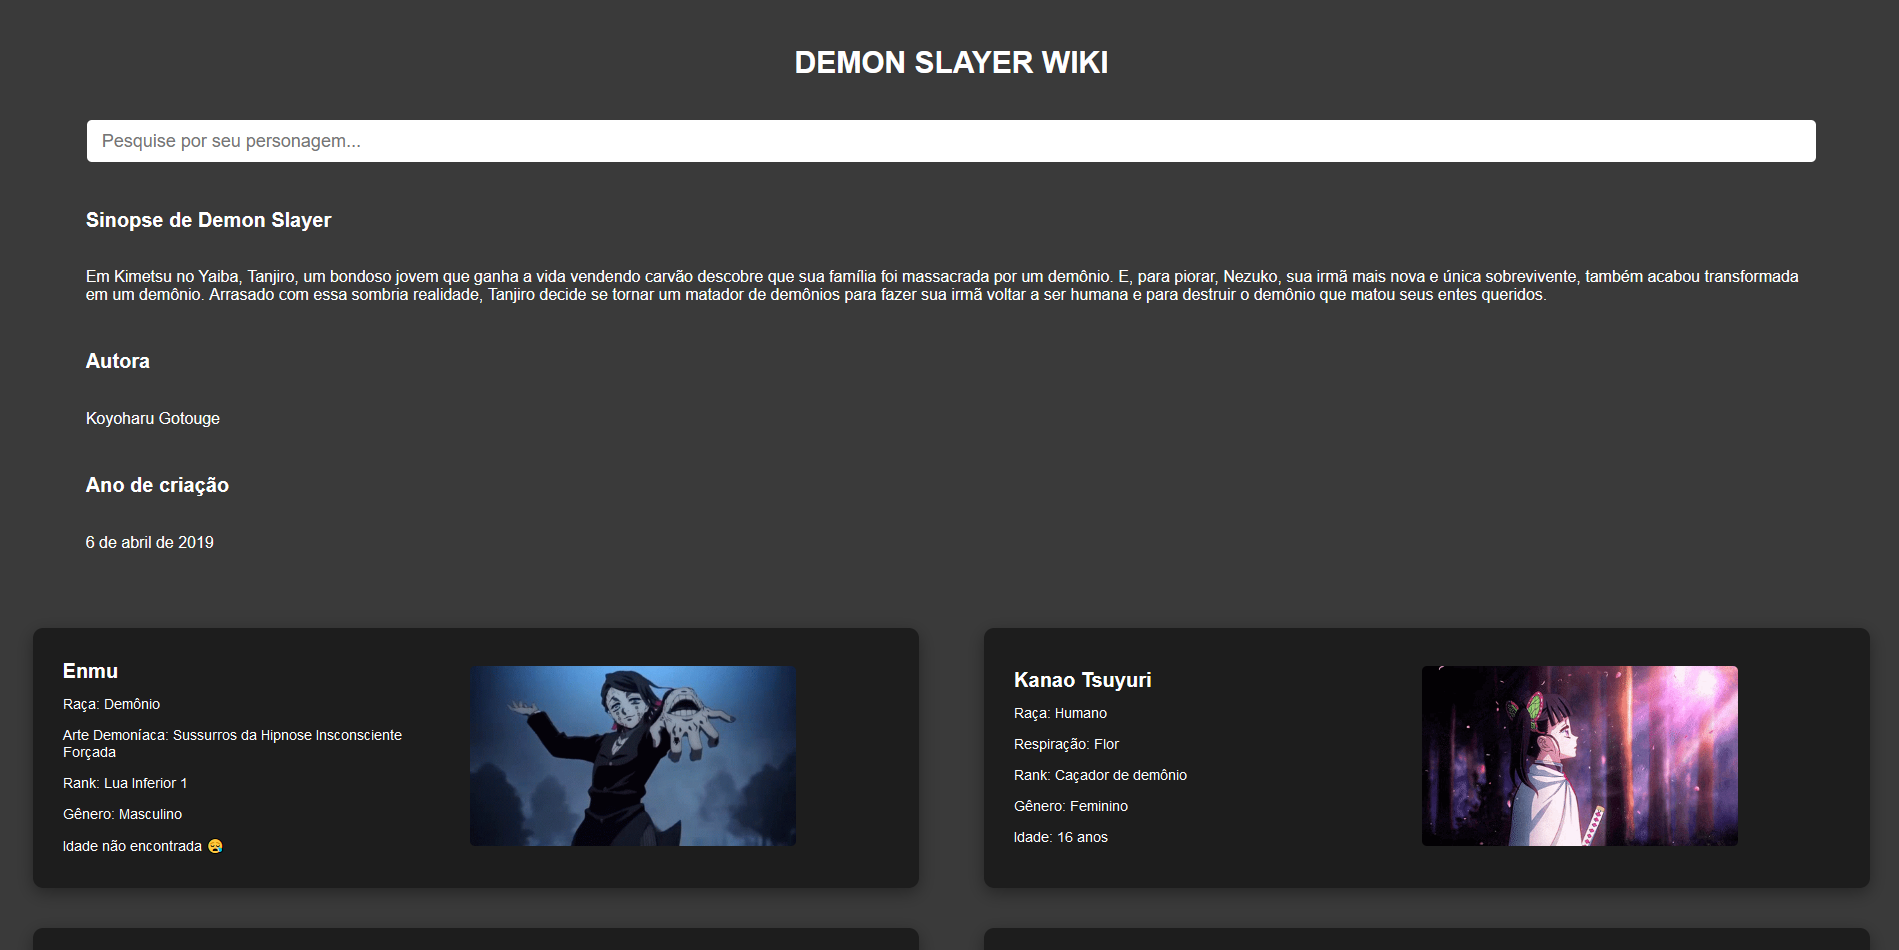 DEMON SLAYER WIKI
Pesquise por seu personagem...
Sinopse de Demon Slayer
Em Kimetsu no Yaiba, Tanjiro, um bondoso jovem que ganha a vida vendendo carvão descobre que sua família foi massacrada por um demônio. E, para piorar, Nezuko, sua irmã mais nova e única sobrevivente, também acabou transformada
em um demônio. Arrasado com essa sombria realidade, Tanjiro decide se tornar um matador de demônios para fazer sua irmã voltar a ser humana e para destruir o demônio que matou seus entes queridos.
Autora
Koyoharu Gotouge
Ano de criação
6 de abril de 2019
Enmu
Raça: Demônio
Arte Demoníaca: Sussurros da Hipnose Insconsciente
Forçada
Rank: Lua Inferior 1
Gênero: Masculino
Idade não encontrada 😪
Kanao Tsuyuri
Raça: Humano
Respiração: Flor
Rank: Caçador de demônio
Gênero: Feminino
Idade: 16 anos